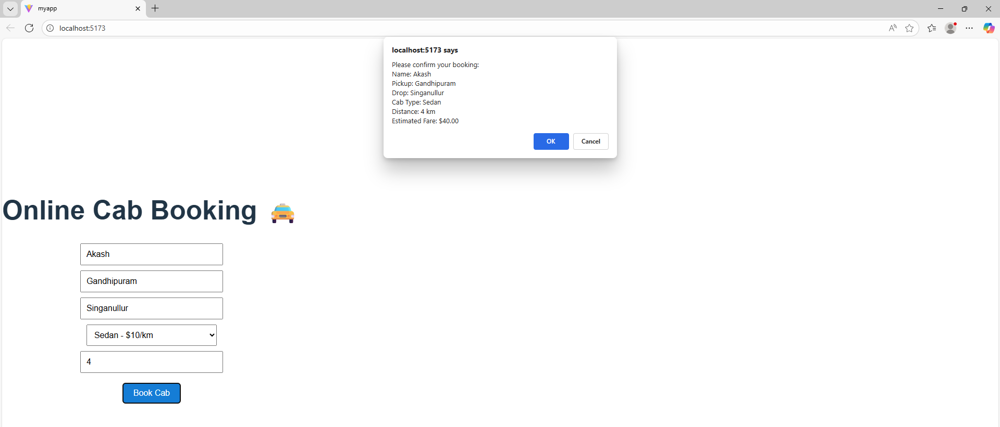 myapp
localhost:5173
localhost:5173 says
Please confirm your booking:
Name: Akash
Pickup: Gandhipuram
Drop: Singanullur
Cab Type: Sedan
Distance: 4 km
Estimated Fare: $40.00
OK Cancel
Online Cab Booking
Akash
Gandhipuram
Singanullur
Sedan - $10/km
4
Book Cab